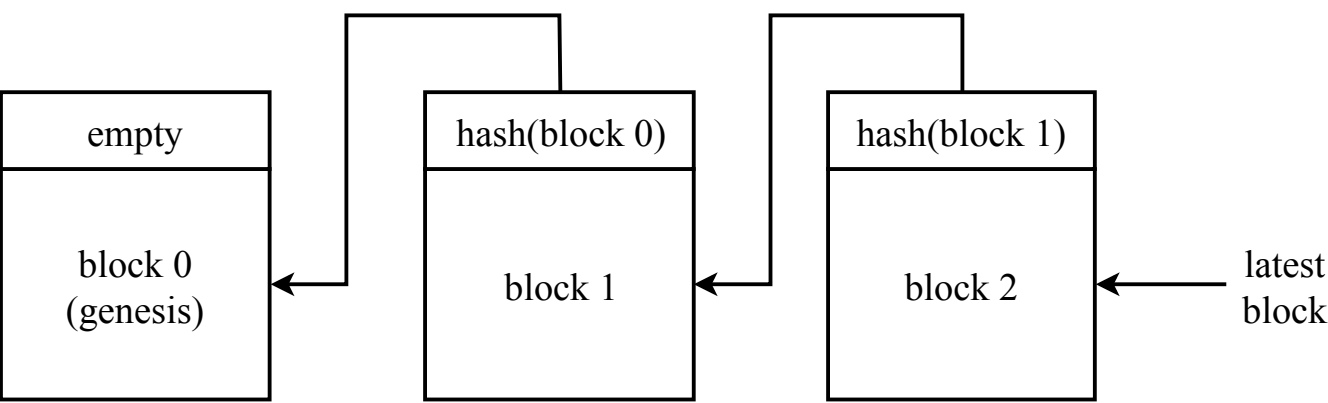 empty
block 0
(genesis)
hash(block 0)
block 1
hash(block 1)
block 2
latest
block